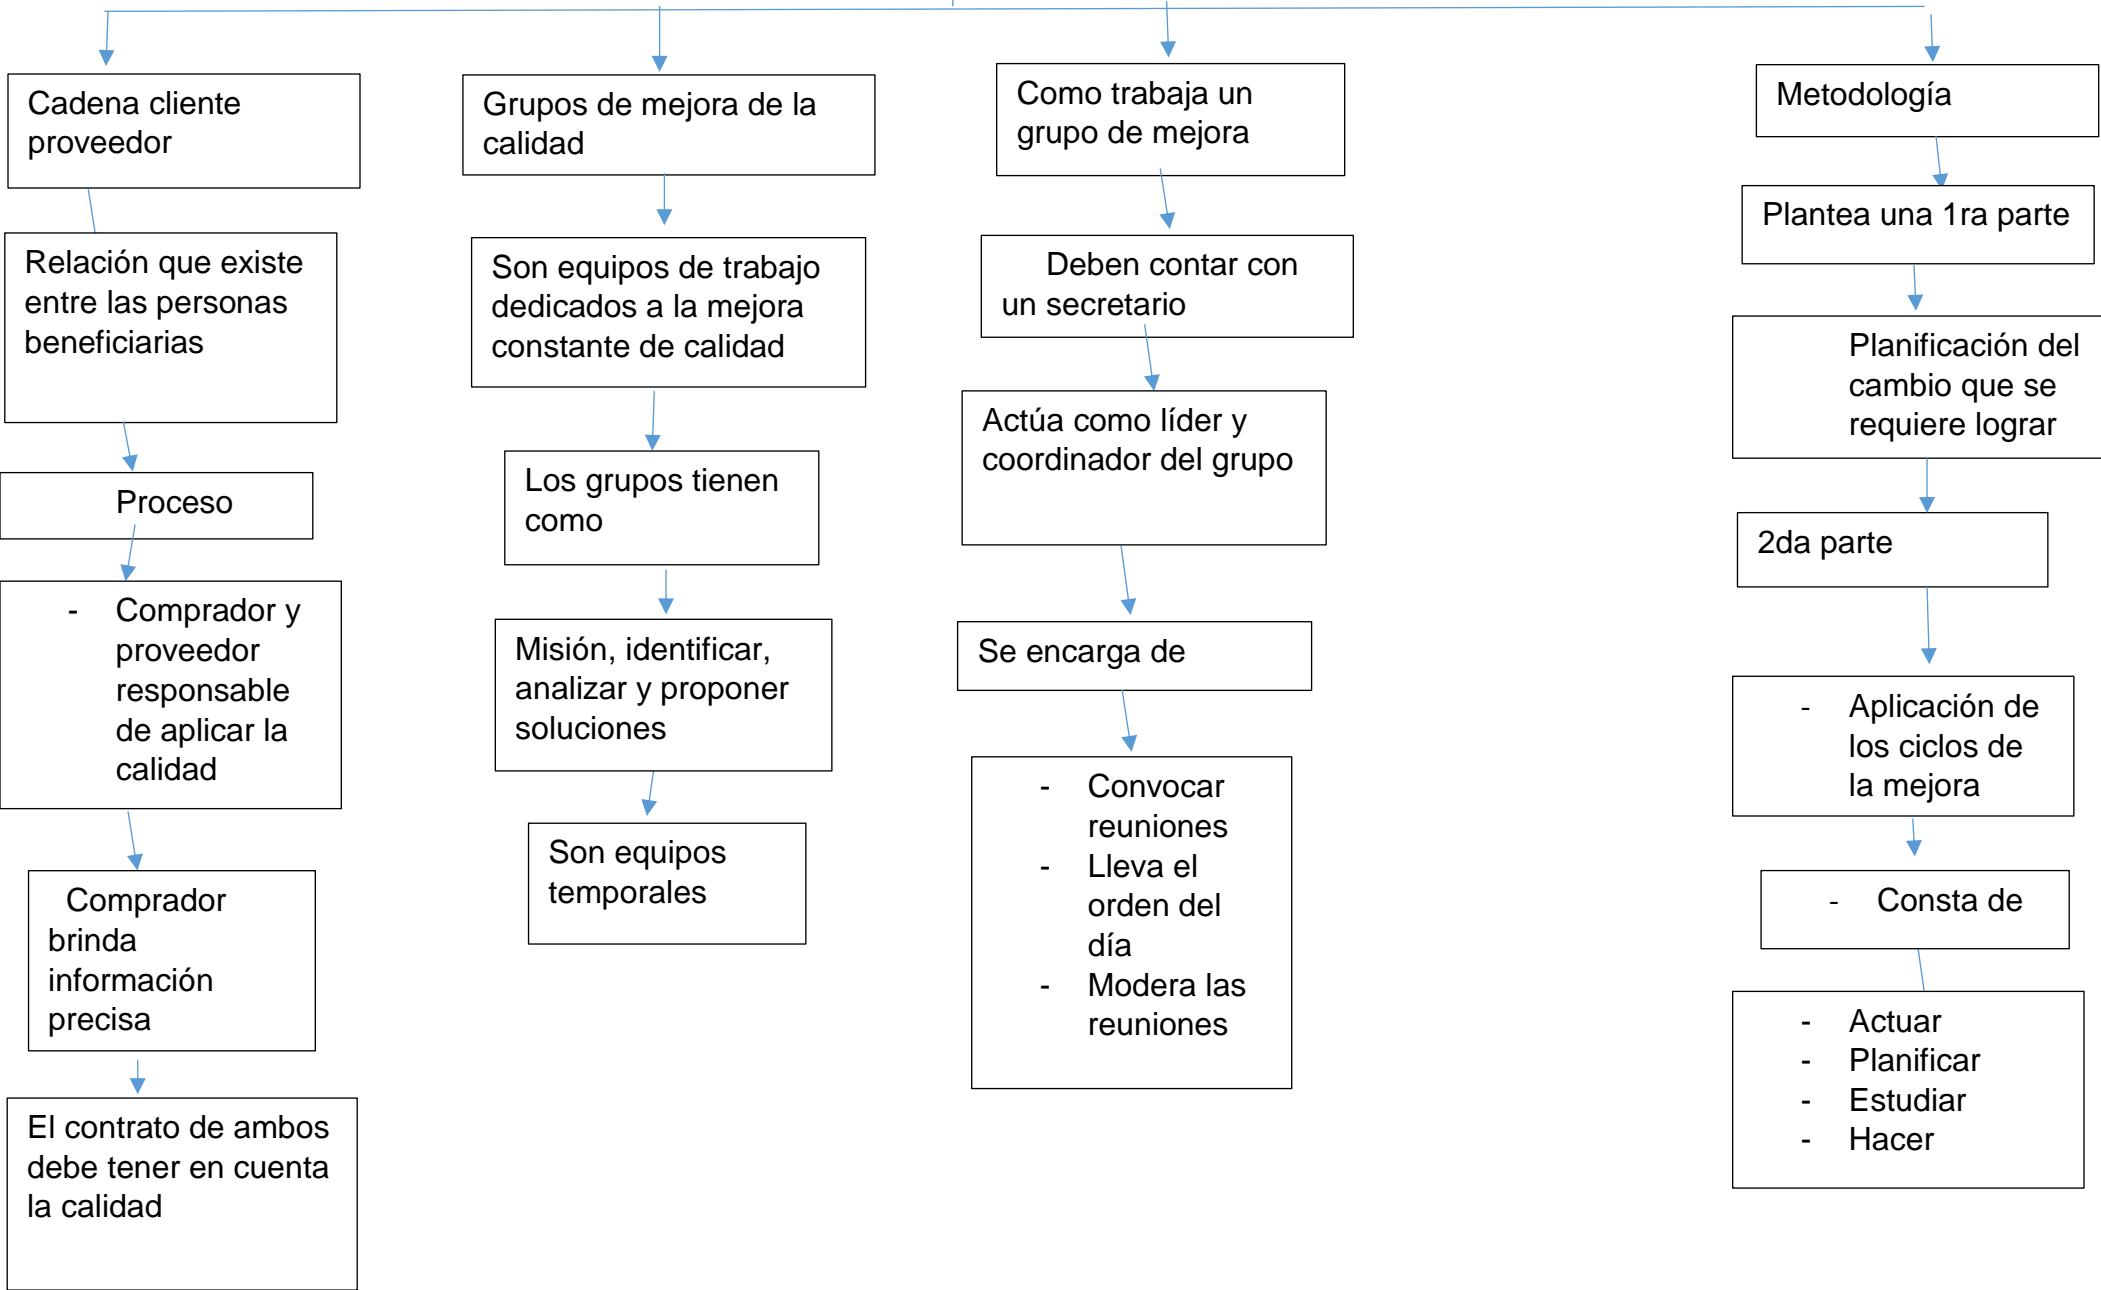 Cadena cliente
proveedor
Relación que existe
entre las personas
beneficiarias
Proceso
- Comprador y
proveedor
responsable
de aplicar la
calidad
Comprador
brinda
información
precisa
El contrato de ambos
debe tener en cuenta
la calidad
Grupos de mejora de la
calidad
Son equipos de trabajo
dedicados a la mejora
constante de calidad
Los grupos tienen
como
Misión, identificar,
analizar y proponer
soluciones
Son equipos
temporales
Como trabaja un
grupo de mejora
Deben contar con
un secretario
Actúa como líder y
coordinador del grupo
Se encarga de
- Convocar
reuniones
- Lleva el
orden del
día
- Modera las
reuniones
Metodología
Plantea una 1ra parte
Planificación del
cambio que se
requiere lograr
2da parte
- Aplicación de
los ciclos de
la mejora
- Consta de
- Actuar
- Planificar
- Estudiar
- Hacer